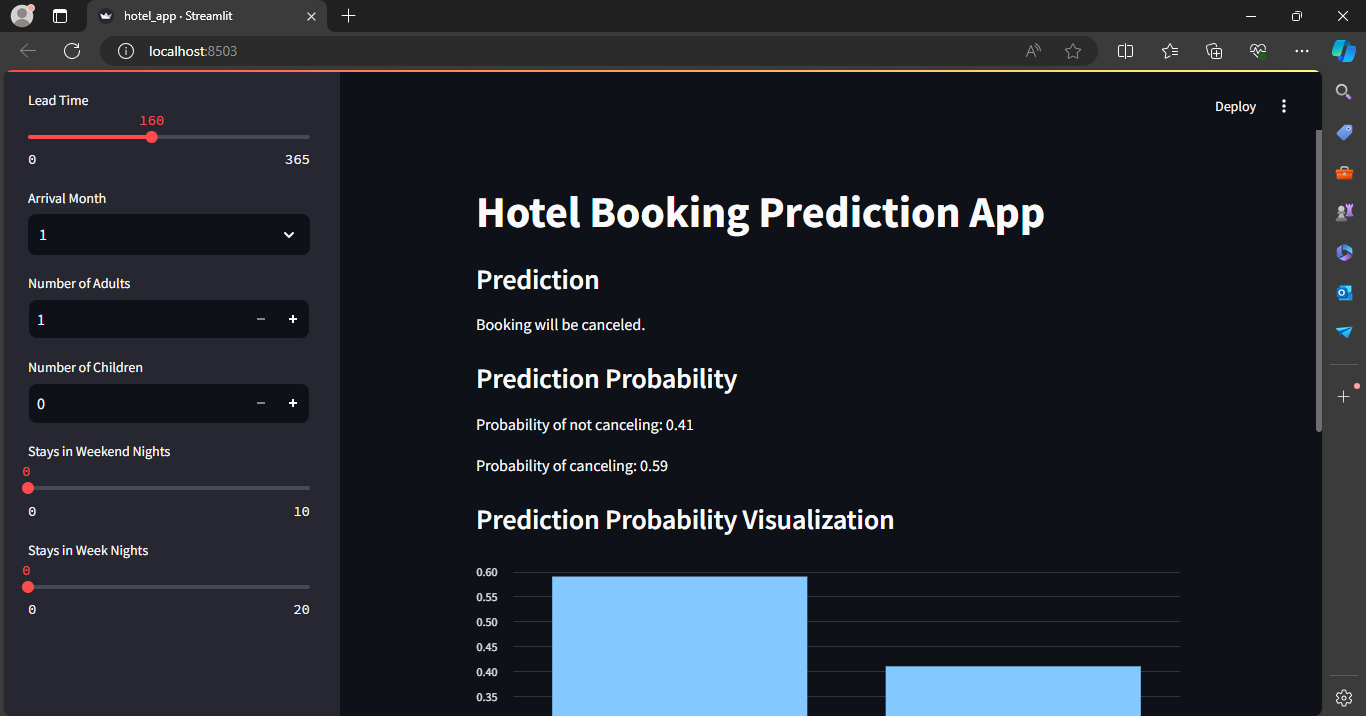 hotel_app · Streamlit
localhost:8503
Lead Time
160
0 365
Arrival Month
1
Number of Adults
1
Number of Children
0
Stays in Weekend Nights
0
0 10
Stays in Week Nights
0
0 20
Deploy
Hotel Booking Prediction App
Prediction
Booking will be canceled.
Prediction Probability
Probability of not canceling: 0.41
Probability of canceling: 0.59
Prediction Probability Visualization
0.60
0.55
0.50
0.45
0.40
0.35